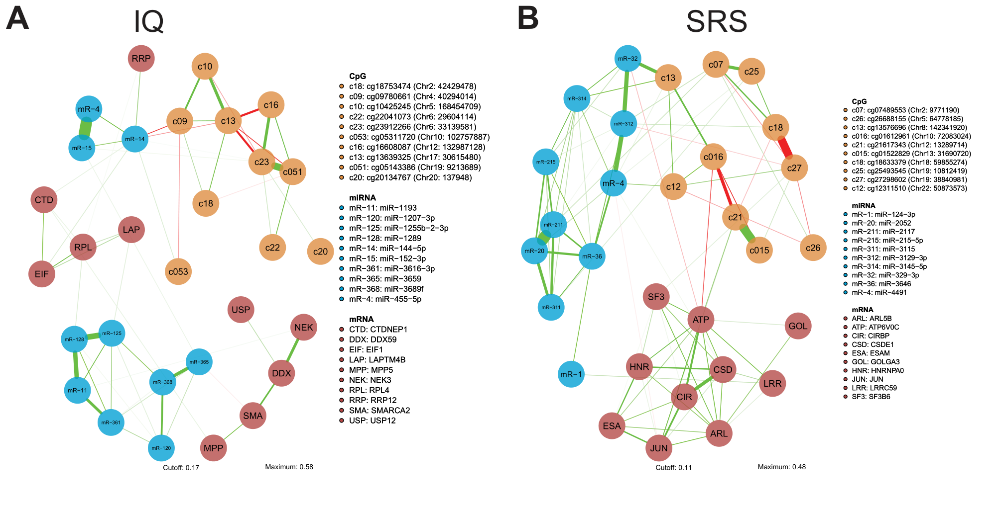 A
IQ
RRP
c10
mR−4
c16
c09
c13
mR−14
mR−15
c23
c051
c18
CTD
LAP
RPL
c22
c20
EIF
c053
USP
NEK
mR−125
mR−128
mR−365
DDX
mR−368
mR−11
SMA
mR−361
mR−120
MPP
Cutoff: 0.17
Maximum: 0.58
CpG
c18: cg18753474 (Chr2: 42429478)
c09: cg09780661 (Chr4: 40294014)
c10: cg10425245 (Chr5: 168454709)
c22: cg22041073 (Chr6: 29604114)
c23: cg23912266 (Chr6: 33139581)
c053: cg05311720 (Chr10: 102757887)
c16: cg16608087 (Chr12: 132987128)
c13: cg13639325 (Chr17: 30615480)
c051: cg05143386 (Chr19: 9213689)
c20: cg20134767 (Chr20: 137948)
miRNA
mR−11: miR−1193
mR−120: miR−1207−3p
mR−125: miR−1255b−2−3p
mR−128: miR−1289
mR−14: miR−144−5p
mR−15: miR−152−3p
mR−361: miR−3616−3p
mR−365: miR−3659
mR−368: miR−3689f
mR−4: miR−455−5p
mRNA
CTD: CTDNEP1
DDX: DDX59
EIF: EIF1
LAP: LAPTM4B
MPP: MPP5
NEK: NEK3
RPL: RPL4
RRP: RRP12
SMA: SMARCA2
USP: USP12
B
SRS
mR−32
c07
c25
c13
mR−314
mR−312
c18
c016
mR−215
c27
mR−4
c12
c21
mR−211
c015
c26
mR−20
mR−36
SF3
mR−311
ATP
GOL
HNR
CSD
mR−1
LRR
CIR
ESA
ARL
JUN
Cutoff: 0.11
Maximum: 0.48
CpG
c07: cg07489553 (Chr2: 9771190)
c26: cg26688155 (Chr5: 64778185)
c13: cg13576696 (Chr8: 142341920)
c016: cg01612961 (Chr10: 72083024)
c21: cg21617343 (Chr12: 13289714)
c015: cg01522829 (Chr13: 31690720)
c18: cg18633379 (Chr18: 59855274)
c25: cg25493545 (Chr19: 10812419)
c27: cg27298602 (Chr19: 38840981)
c12: cg12311510 (Chr22: 50873573)
miRNA
mR−1: miR−124−3p
mR−20: miR−2052
mR−211: miR−2117
mR−215: miR−215−5p
mR−311: miR−3115
mR−312: miR−3129−3p
mR−314: miR−3145−5p
mR−32: miR−329−3p
mR−36: miR−3646
mR−4: miR−4491
mRNA
ARL: ARL5B
ATP: ATP6V0C
CIR: CIRBP
CSD: CSDE1
ESA: ESAM
GOL: GOLGA3
HNR: HNRNPA0
JUN: JUN
LRR: LRRC59
SF3: SF3B6